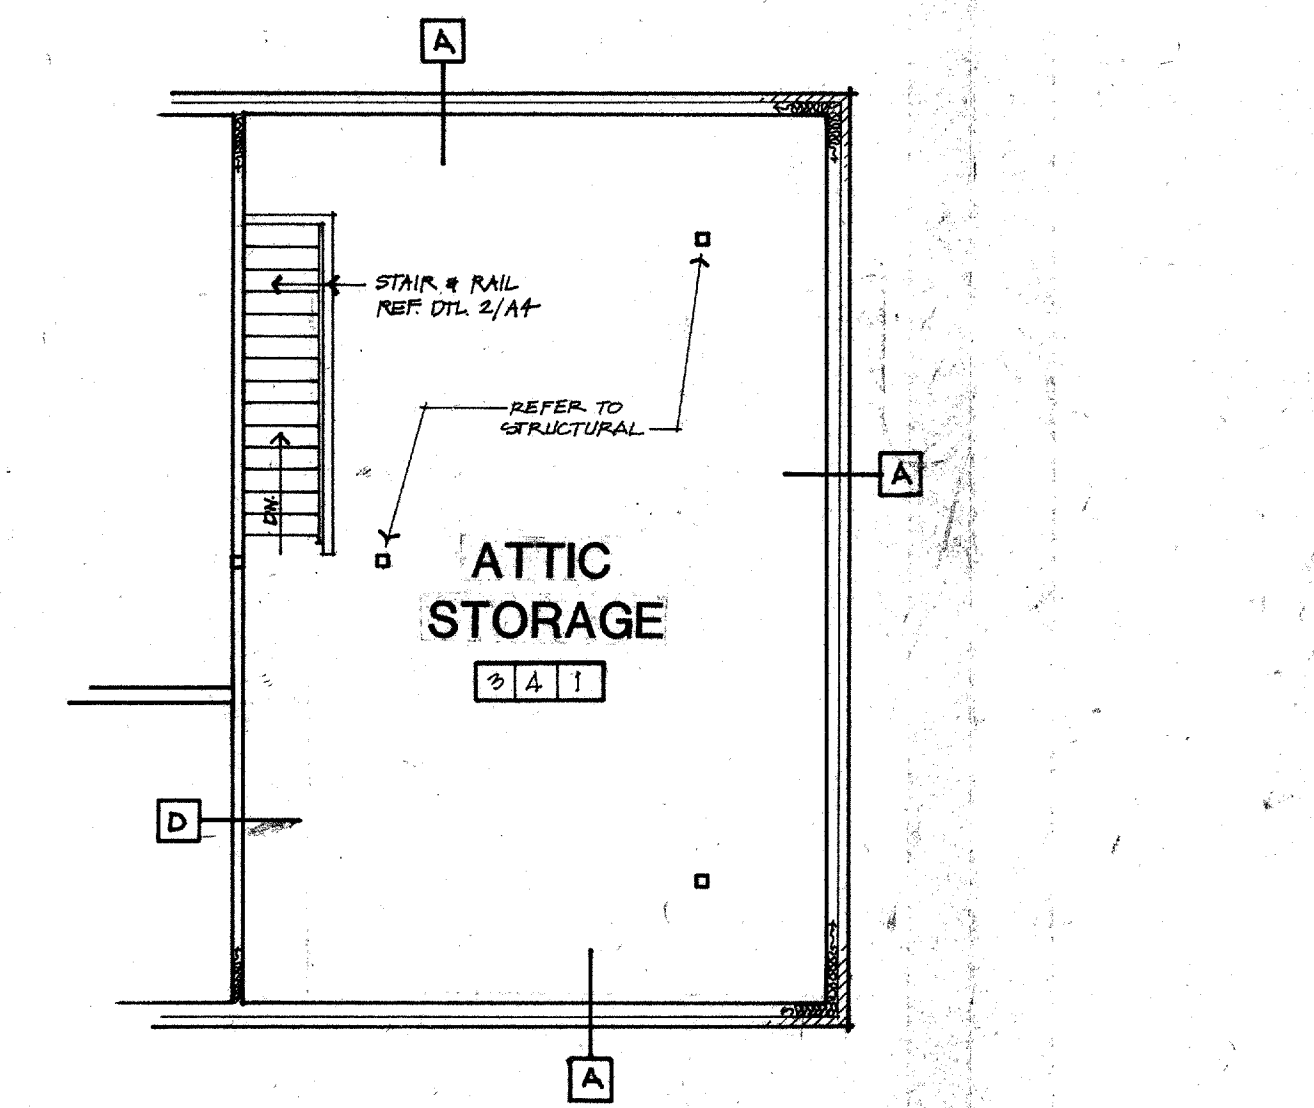 A
STAIR & RAIL
REF. DTL. 2/A4
REFER TO
STRUCTURAL
A
DN.
ATTIC
STORAGE
3 4 1
D
A